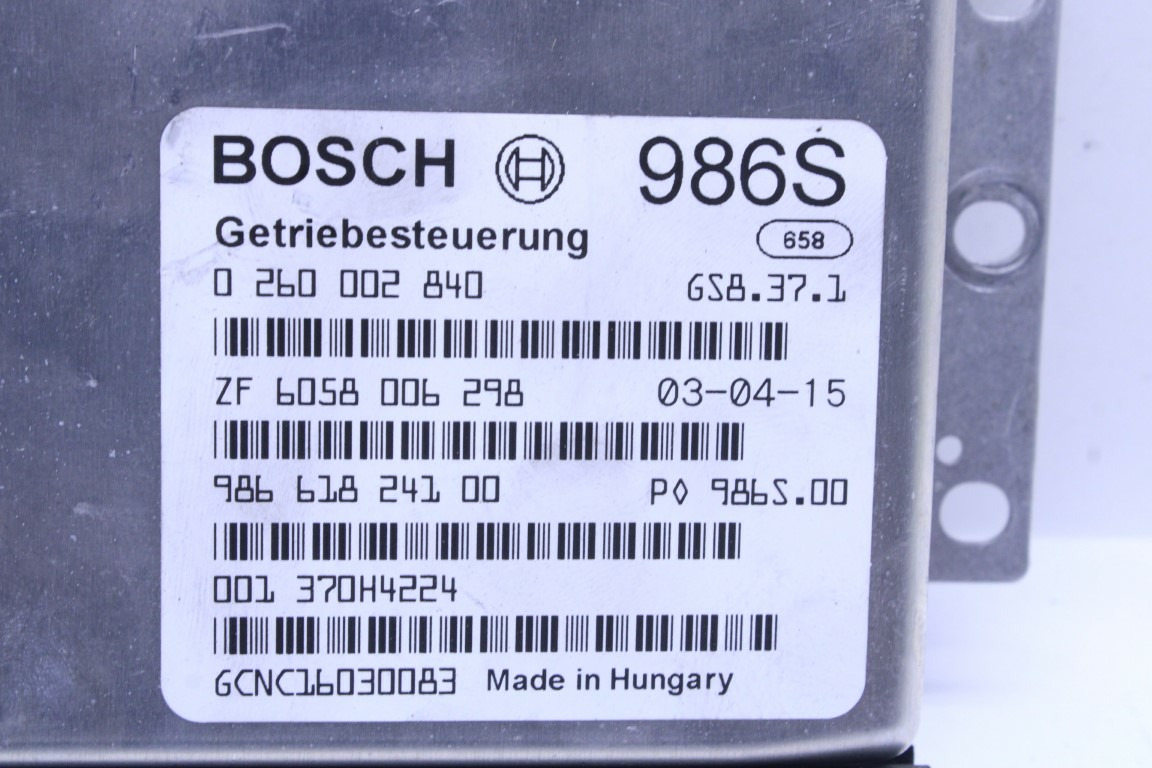 BOSCH 986S
Getriebesteuerung 658
0 260 002 840 GS8.37.1
ZF 6058 006 298 03-04-15
986 618 241 00 P◊ 986S.00
001 370H4224
GCNC16030083 Made in Hungary